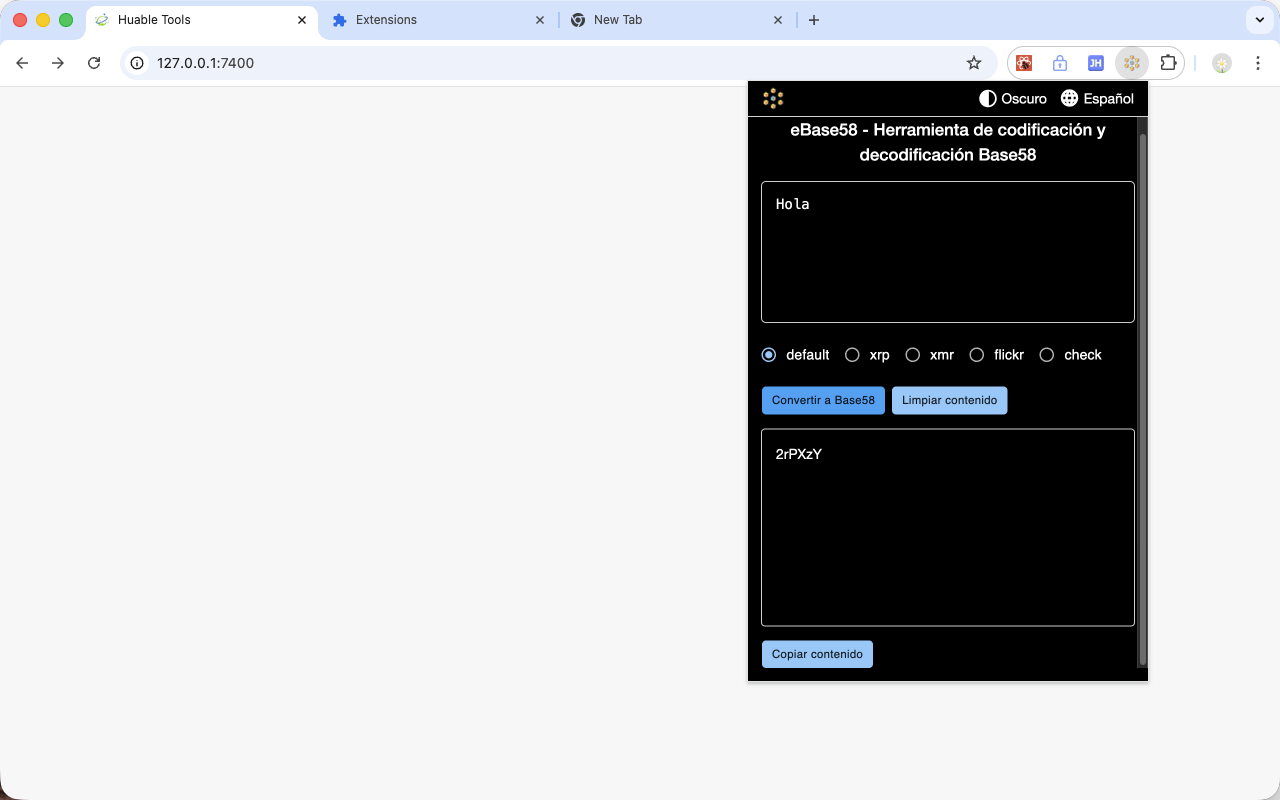 Huable Tools
Extensions
New Tab
127.0.0.1:7400
JH
Oscuro
Español
eBase58 - Herramienta de codificación y
decodificación Base58
Hola
default
xrp
xmr
flickr
check
Convertir a Base58
Limpiar contenido
2rPXzY
Copiar contenido